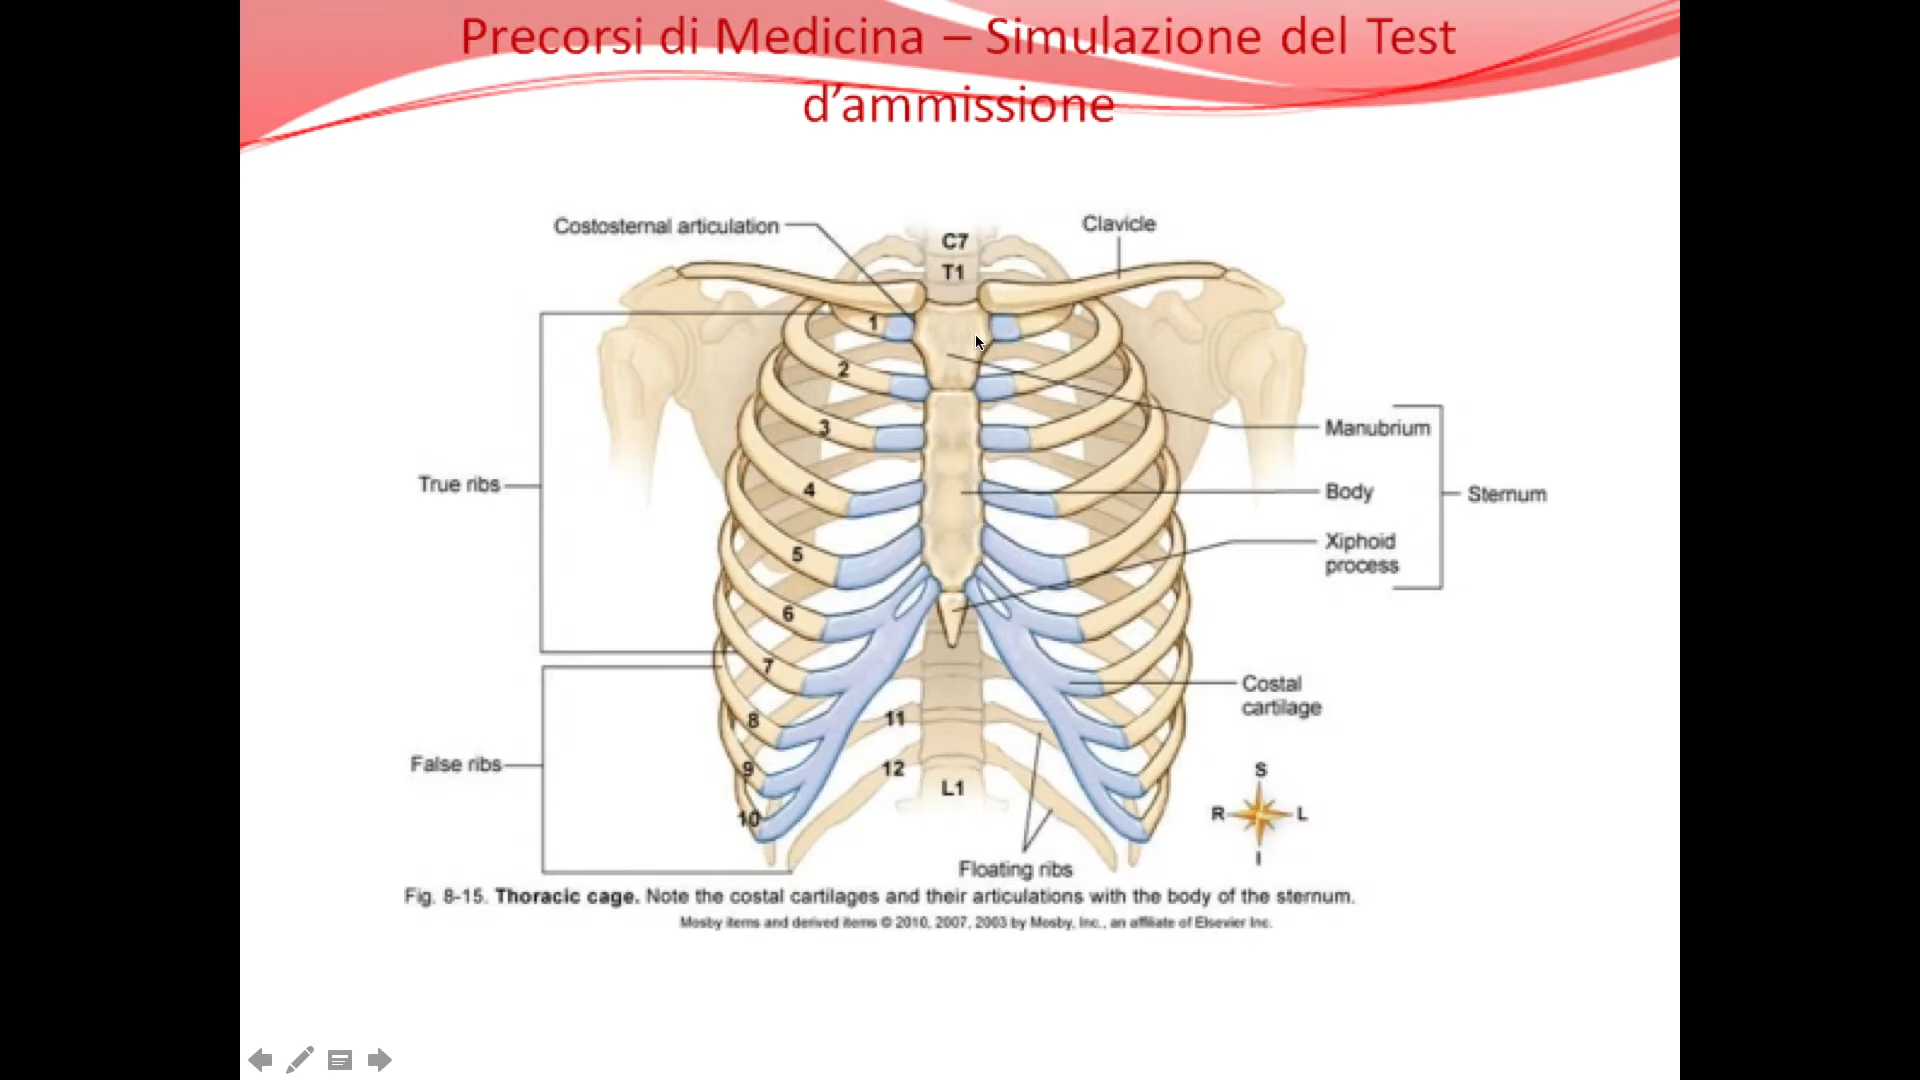 Precorsi di Medicina – Simulazione del Test
d’ammissione
Costosternal articulation
Clavicle
C7
T1
1
2
3
4
5
6
7
8
9
10
11
12
L1
True ribs
False ribs
Manubrium
Body
Xiphoid
process
Sternum
Costal
cartilage
S
R
L
I
Floating ribs
Fig. 8-15. Thoracic cage. Note the costal cartilages and their articulations with the body of the sternum.
Mosby items and derived items © 2010, 2007, 2003 by Mosby, Inc., an affiliate of Elsevier Inc.